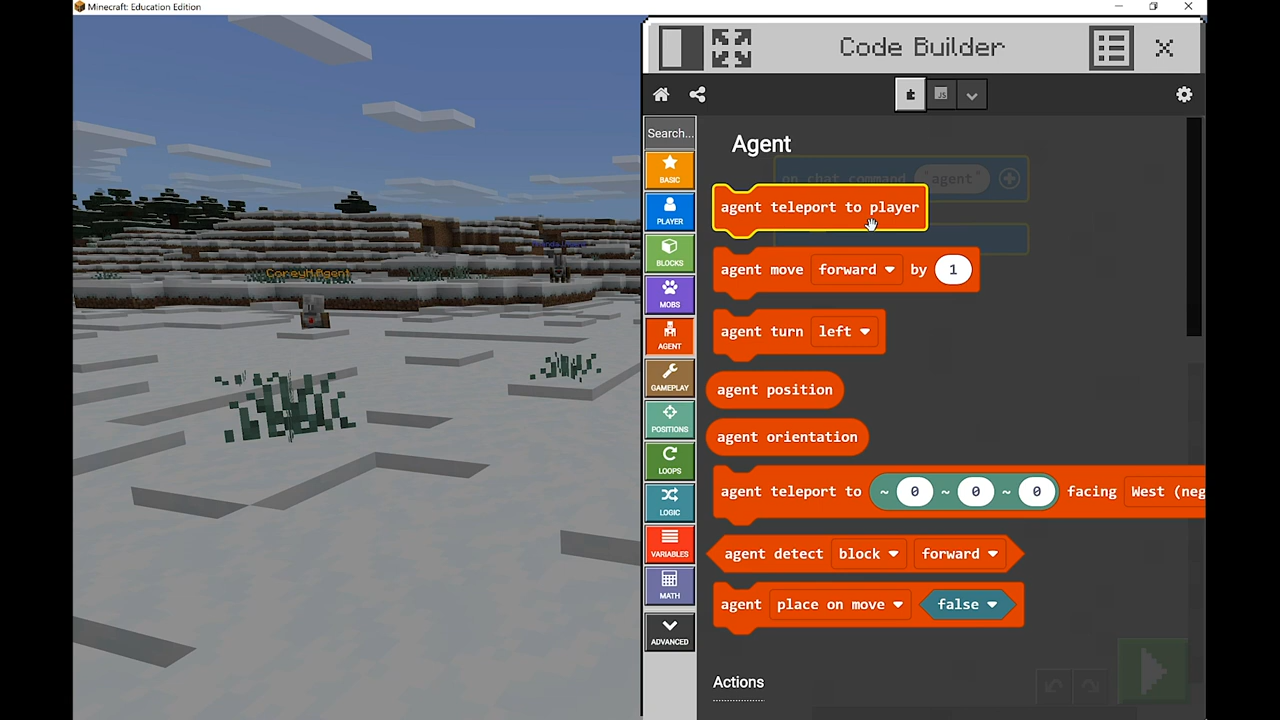 Minecraft: Education Edition
Code Builder
JS
Search...
Agent
on chat command "agent"
BASIC
agent teleport to player
PLAYER
agent move forward by 1
BLOCKS
CoreyH.Agent
MOBS
agent turn left
AGENT
GAMEPLAY
agent position
POSITIONS
agent orientation
LOOPS
agent teleport to ~ 0 ~ 0 ~ 0 facing West (neg
LOGIC
VARIABLES
agent detect block forward
MATH
agent place on move false
ADVANCED
Actions